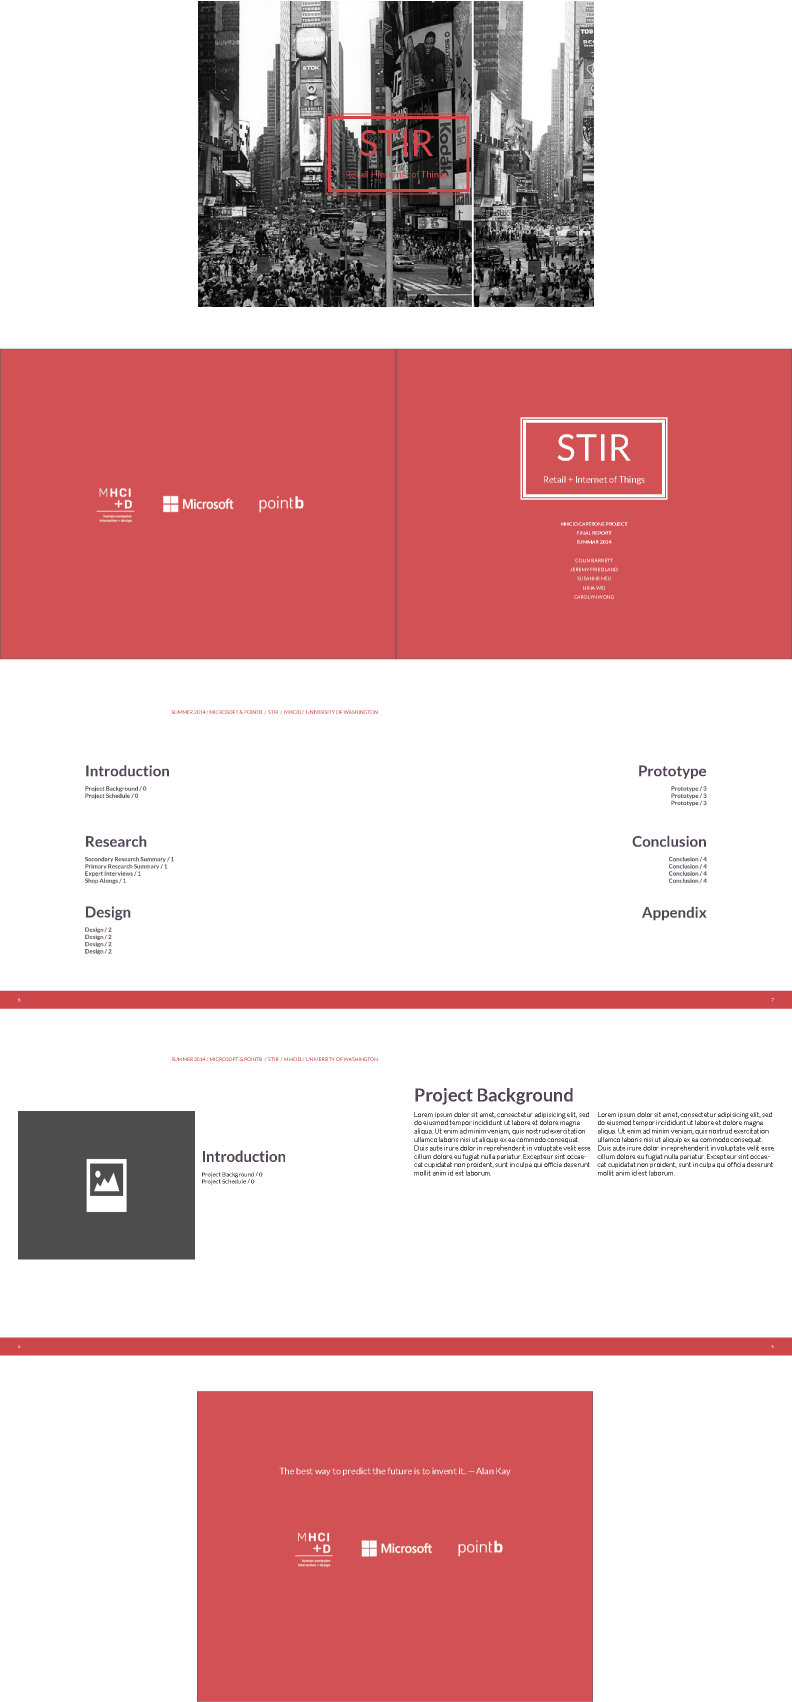 TDK
Kodak
STIR
Retail + Internet of Things
MHCI
+D
human-computer
interaction + design
Microsoft
pointb
STIR
Retail + Internet of Things
MHCID CAPSTONE PROJECT
FINAL REPORT
SUMMAR 2014
COLIN BARRETT
JEREMY FRIEDLAND
SUSANNE HSU
NINA WEI
CAROLYN WONG
SUMMER 2014 / MICROSOFT & POINTB / STIR / MHCID / UNIVERSITY OF WASHINGTON
Introduction
Project Background / 0
Project Schedule / 0
Research
Secondary Research Summary / 1
Primary Research Summary / 1
Expert Interviews / 1
Shop Alongs / 1
Design
Design / 2
Design / 2
Design / 2
Design / 2
Prototype
Prototype / 3
Prototype / 3
Prototype / 3
Conclusion
Conclusion / 4
Conclusion / 4
Conclusion / 4
Conclusion / 4
Appendix
6
7
SUMMER 2014 / MICROSOFT & POINTB / STIR / MHCID / UNIVERSITY OF WASHINGTON
Introduction
Project Background / 0
Project Schedule / 0
Project Background
Lorem ipsum dolor sit amet, consectetur adipisicing elit, sed
do eiusmod tempor incididunt ut labore et dolore magna
aliqua. Ut enim ad minim veniam, quis nostrud exercitation
ullamco laboris nisi ut aliquip ex ea commodo consequat.
Duis aute irure dolor in reprehenderit in voluptate velit esse
cillum dolore eu fugiat nulla pariatur. Excepteur sint occae-
cat cupidatat non proident, sunt in culpa qui officia deserunt
mollit anim id est laborum.
Lorem ipsum dolor sit amet, consectetur adipisicing elit, sed
do eiusmod tempor incididunt ut labore et dolore magna
aliqua. Ut enim ad minim veniam, quis nostrud exercitation
ullamco laboris nisi ut aliquip ex ea commodo consequat.
Duis aute irure dolor in reprehenderit in voluptate velit esse
cillum dolore eu fugiat nulla pariatur. Excepteur sint occae-
cat cupidatat non proident, sunt in culpa qui officia deserunt
mollit anim id est laborum.
9
The best way to predict the future is to invent it. — Alan Kay
MHCI
+D
human-computer
interaction + design
Microsoft
pointb